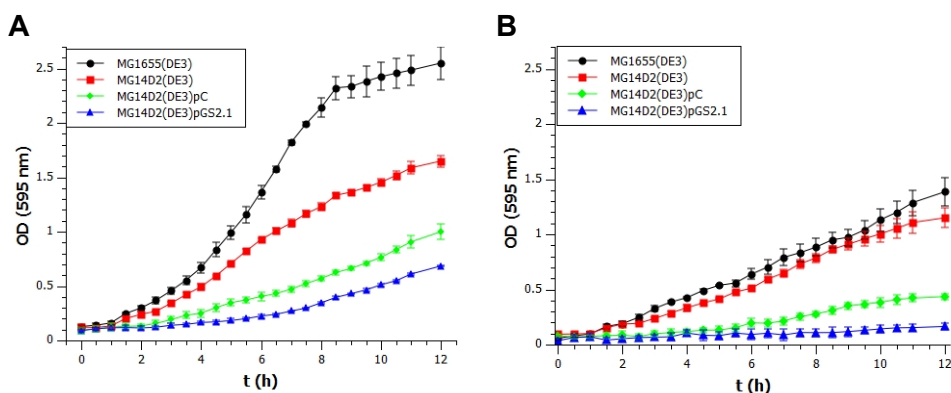 A
MG1655(DE3)
MG14D2(DE3)
MG14D2(DE3)pC
MG14D2(DE3)pGS2.1
OD (595 nm)
2.5
2
1.5
1
0.5
0
0 2 4 6 8 10 12
t (h)
B
MG1655(DE3)
MG14D2(DE3)
MG14D2(DE3)pC
MG14D2(DE3)pGS2.1
OD (595 nm)
2.5
2
1.5
1
0.5
0
0 2 4 6 8 10 12
t (h)